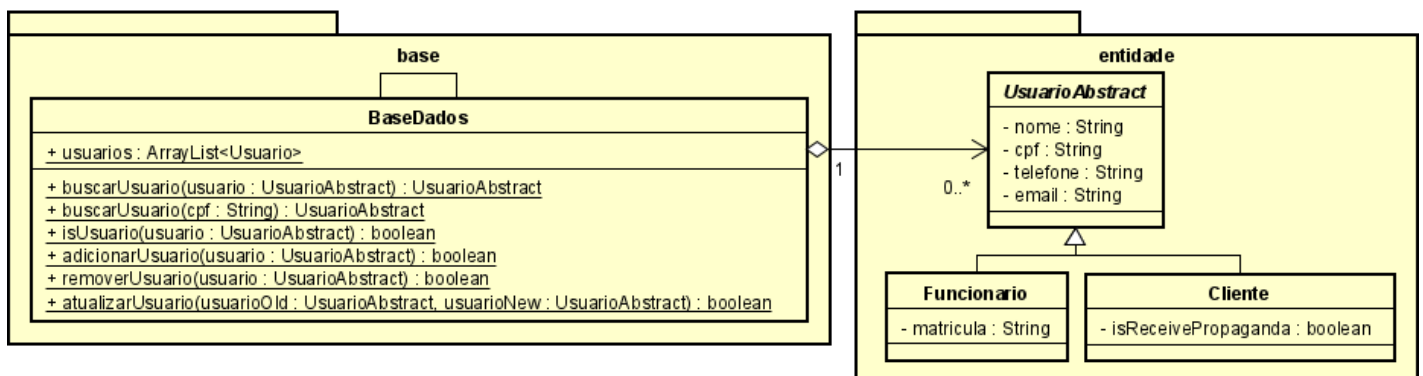 base
BaseDados
+ usuarios : ArrayList<Usuario>
+ buscarUsuario(usuario : UsuarioAbstract) : UsuarioAbstract
+ buscarUsuario(cpf : String) : UsuarioAbstract
+ isUsuario(usuario : UsuarioAbstract) : boolean
+ adicionarUsuario(usuario : UsuarioAbstract) : boolean
+ removerUsuario(usuario : UsuarioAbstract) : boolean
+ atualizarUsuario(usuarioOld : UsuarioAbstract, usuarioNew : UsuarioAbstract) : boolean
1
0..*
entidade
UsuarioAbstract
- nome : String
- cpf : String
- telefone : String
- email : String
Funcionario
- matricula : String
Cliente
- isReceivePropaganda : boolean